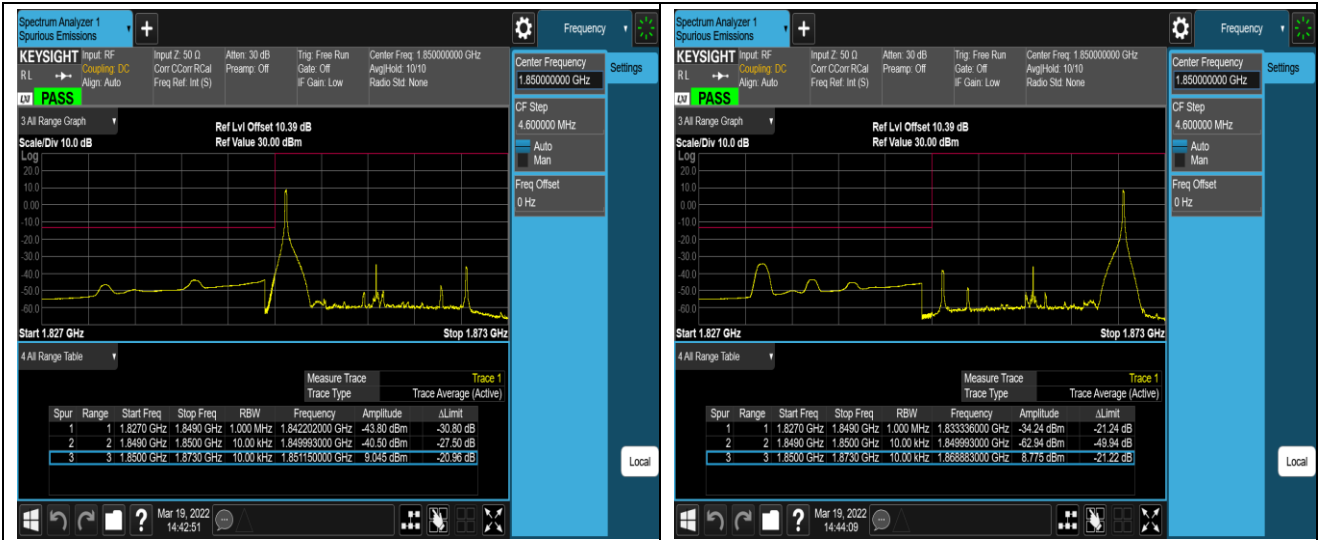 Spectrum Analyzer 1
Spurious Emissions
+
Frequency
KEYSIGHT Input: RF Input Z: 50 Ω Atten: 30 dB Trig: Free Run Center Freq: 1.850000000 GHz
RL Coupling: DC Corr CCorr RCal Preamp: Off Gate: Off Avg|Hold: 10/10
Align: Auto Freq Ref: Int (S) IF Gain: Low Radio Std: None
LXI PASS
Center Frequency
1.850000000 GHz
Settings
CF Step
4.600000 MHz
Auto
Man
Freq Offset
0 Hz
3 All Range Graph
Ref Lvl Offset 10.39 dB
Scale/Div 10.0 dB Ref Value 30.00 dBm
Log
20.0
10.0
0.00
-10.0
-20.0
-30.0
-40.0
-50.0
-60.0
Start 1.827 GHz Stop 1.873 GHz
4 All Range Table
Measure Trace Trace 1
Trace Type Trace Average (Active)
Spur Range Start Freq Stop Freq RBW Frequency Amplitude ΔLimit
1 1 1.8270 GHz 1.8490 GHz 1.000 MHz 1.842202000 GHz -43.80 dBm -30.80 dB
2 2 1.8490 GHz 1.8500 GHz 10.00 kHz 1.849993000 GHz -40.50 dBm -27.50 dB
3 3 1.8500 GHz 1.8730 GHz 10.00 kHz 1.851150000 GHz 9.045 dBm -20.96 dB
Local
?
Mar 19, 2022
14:42:51
Spectrum Analyzer 1
Spurious Emissions
+
Frequency
KEYSIGHT Input: RF Input Z: 50 Ω Atten: 30 dB Trig: Free Run Center Freq: 1.850000000 GHz
RL Coupling: DC Corr CCorr RCal Preamp: Off Gate: Off Avg|Hold: 10/10
Align: Auto Freq Ref: Int (S) IF Gain: Low Radio Std: None
LXI PASS
Center Frequency
1.850000000 GHz
Settings
CF Step
4.600000 MHz
Auto
Man
Freq Offset
0 Hz
3 All Range Graph
Ref Lvl Offset 10.39 dB
Scale/Div 10.0 dB Ref Value 30.00 dBm
Log
20.0
10.0
0.00
-10.0
-20.0
-30.0
-40.0
-50.0
-60.0
Start 1.827 GHz Stop 1.873 GHz
4 All Range Table
Measure Trace Trace 1
Trace Type Trace Average (Active)
Spur Range Start Freq Stop Freq RBW Frequency Amplitude ΔLimit
1 1 1.8270 GHz 1.8490 GHz 1.000 MHz 1.833336000 GHz -34.24 dBm -21.24 dB
2 2 1.8490 GHz 1.8500 GHz 10.00 kHz 1.849993000 GHz -62.94 dBm -49.94 dB
3 3 1.8500 GHz 1.8730 GHz 10.00 kHz 1.868883000 GHz 8.775 dBm -21.22 dB
Local
?
Mar 19, 2022
14:44:09